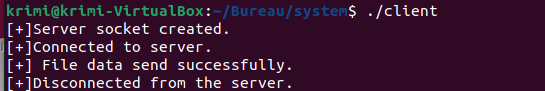 krimi@krimi-VirtualBox:~/Bureau/system$ ./client
[+]Server socket created.
[+]Connected to server.
[+] File data send successfully.
[+]Disconnected from the server.